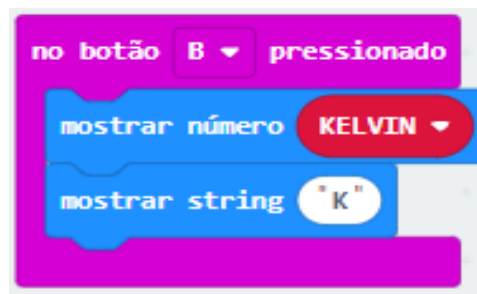 no botão B pressionado
mostrar número KELVIN
mostrar string "K"